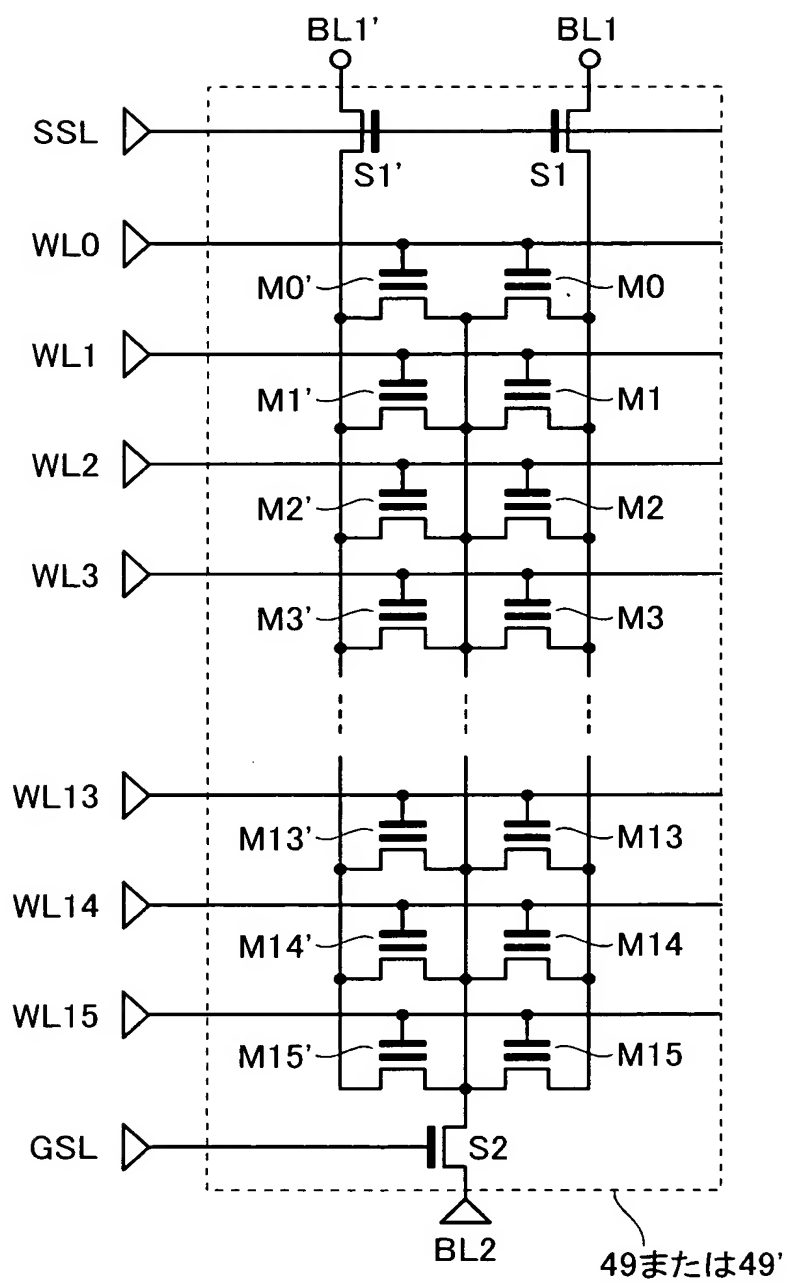 BL1' BL1
SSL
S1' S1
WL0
M0' M0
WL1
M1' M1
WL2
M2' M2
WL3
M3' M3
WL13
M13' M13
WL14
M14' M14
WL15
M15' M15
GSL
S2
BL2
49または49'